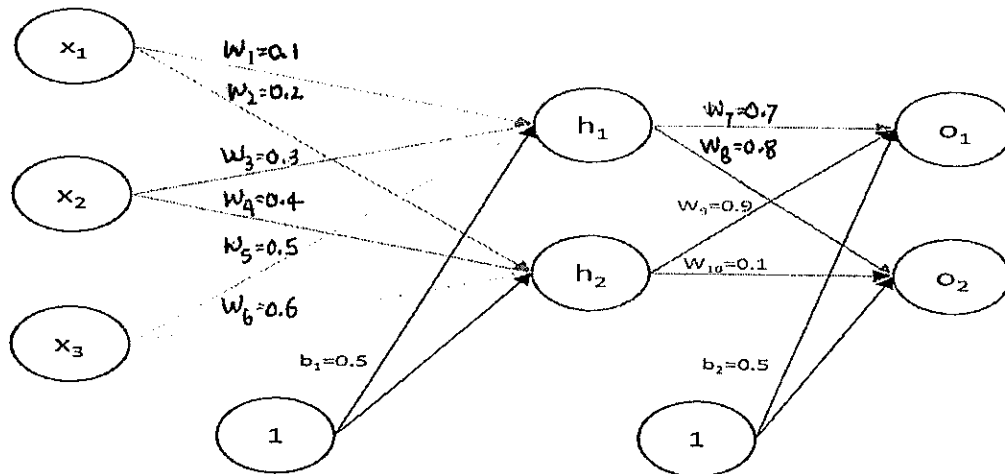 x₁
W₁=0.1
W₂=0.2
h₁
W₇=0.7
W₈=0.8
o₁
x₂
W₃=0.3
W₄=0.4
W₅=0.5
W₉=0.9
h₂
W₁₀=0.1
o₂
x₃
W₆=0.6
b₁=0.5
b₂=0.5
1
1